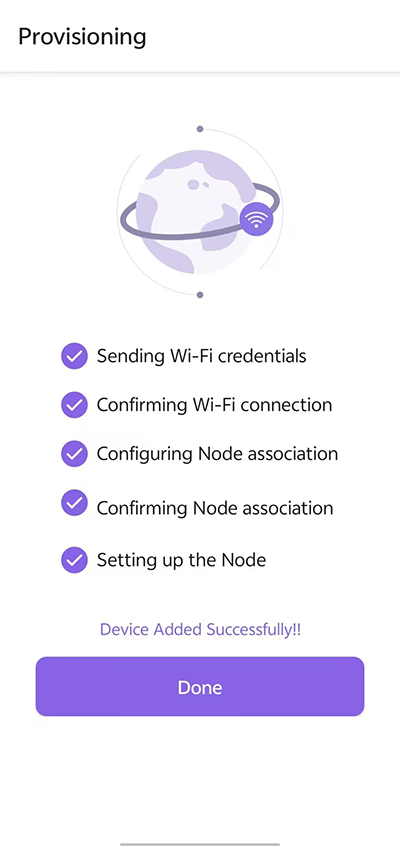 Provisioning
Sending Wi-Fi credentials
Confirming Wi-Fi connection
Configuring Node association
Confirming Node association
Setting up the Node
Device Added Successfully!!
Done